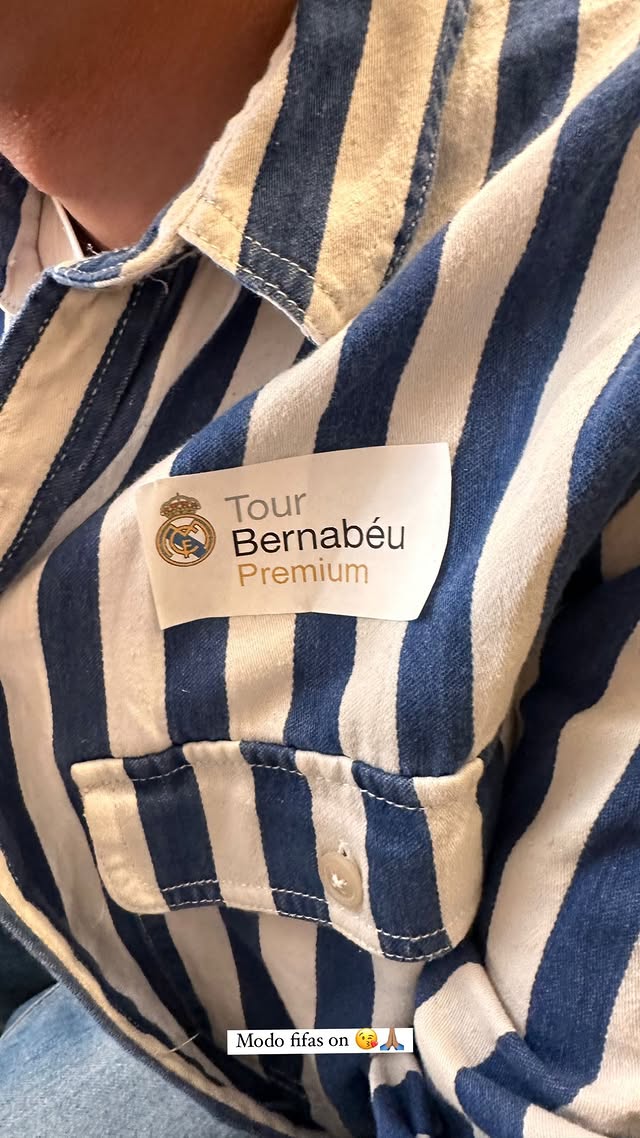 Tour
Bernabéu
Premium
Modo fifas on 😘🙏🏽